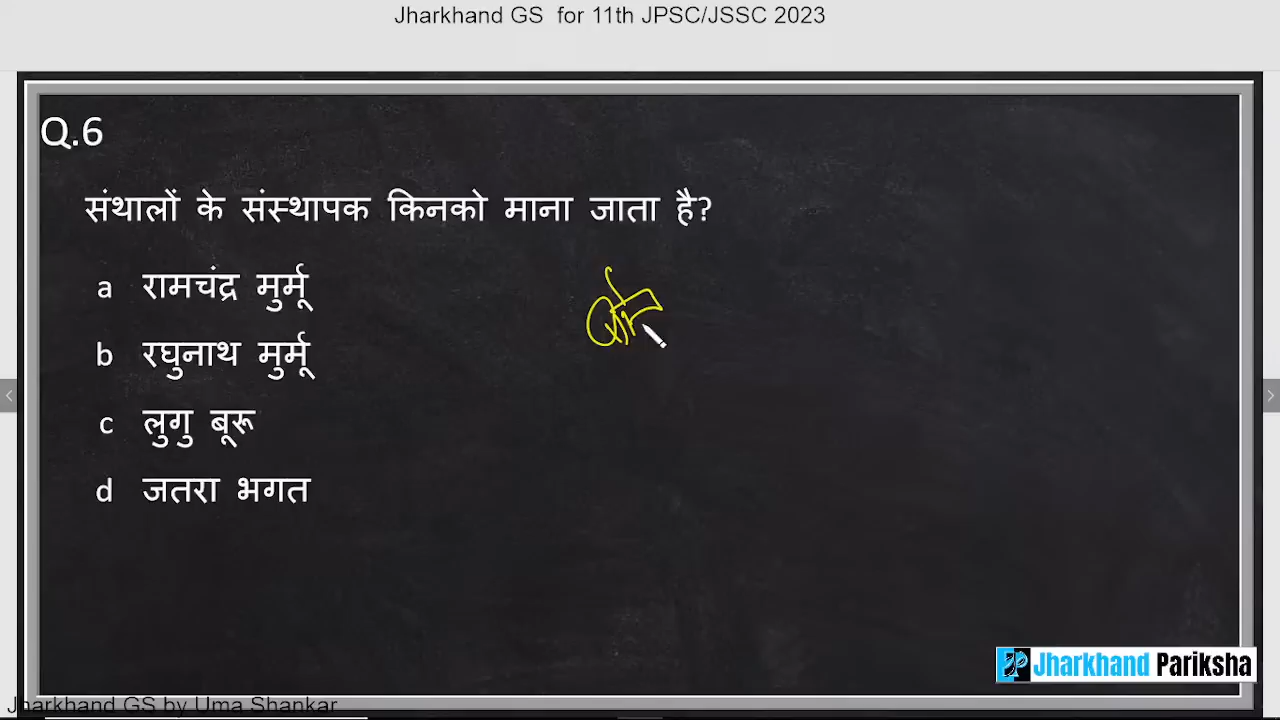 Jharkhand GS for 11th JPSC/JSSC 2023
Q.6
संथालों के संस्थापक किनको माना जाता है?
a रामचंद्र मुर्मू
b रघुनाथ मुर्मू
c लुगु बूरू
d जतरा भगत
Jharkhand Pariksha
Jharkhand GS by Uma Shankar